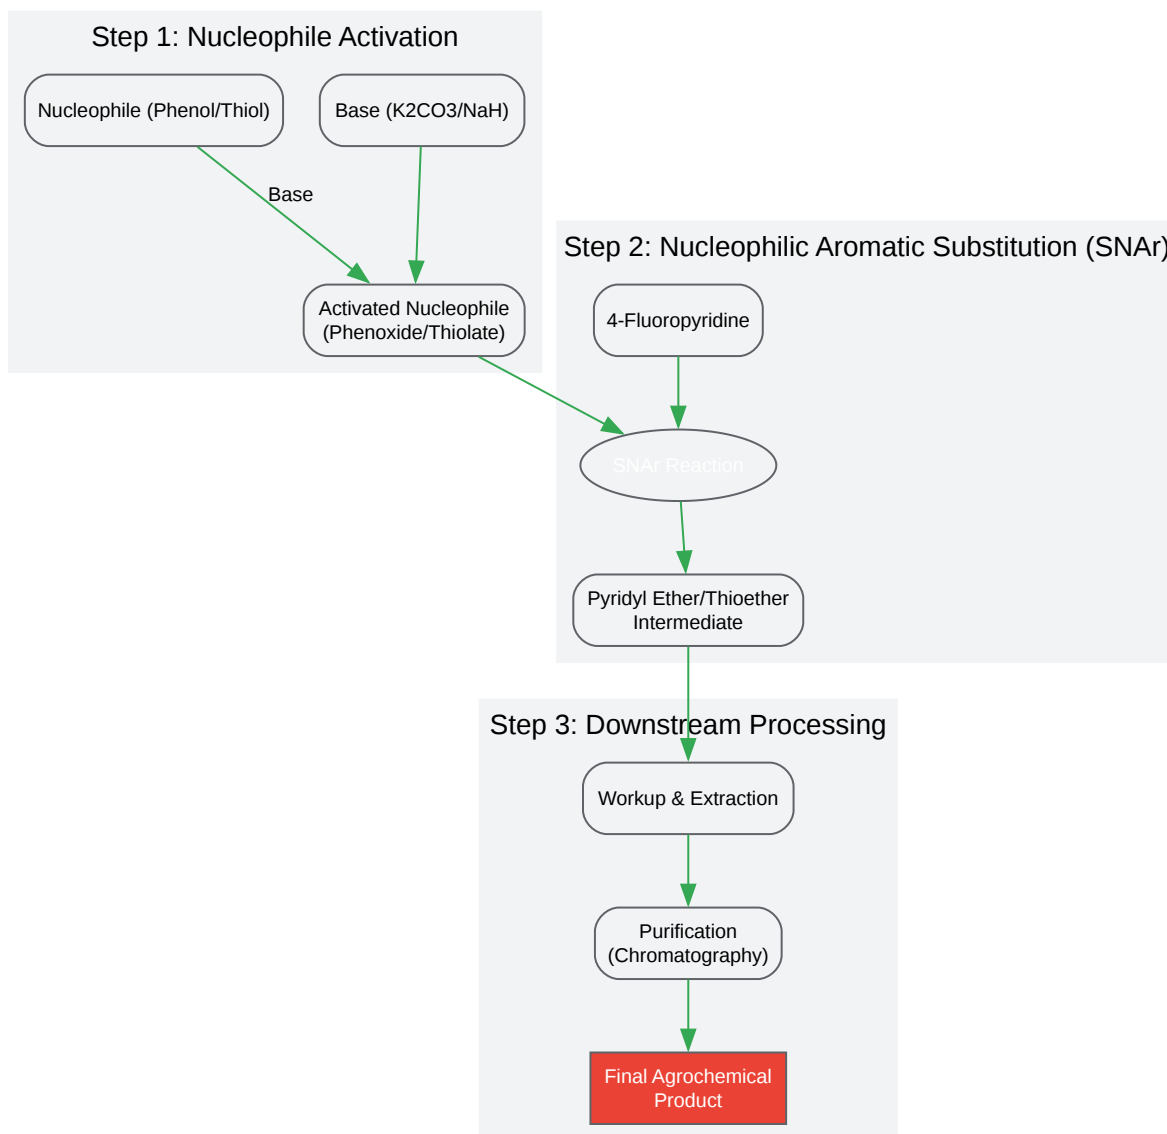 Step 1: Nucleophile Activation
Nucleophile (Phenol/Thiol)
Base (K2CO3/NaH)
Base
Activated Nucleophile
(Phenoxide/Thiolate)
Step 2: Nucleophilic Aromatic Substitution (SNAr)
4-Fluoropyridine
SNAr Reaction
Pyridyl Ether/Thioether
Intermediate
Step 3: Downstream Processing
Workup & Extraction
Purification
(Chromatography)
Final Agrochemical
Product